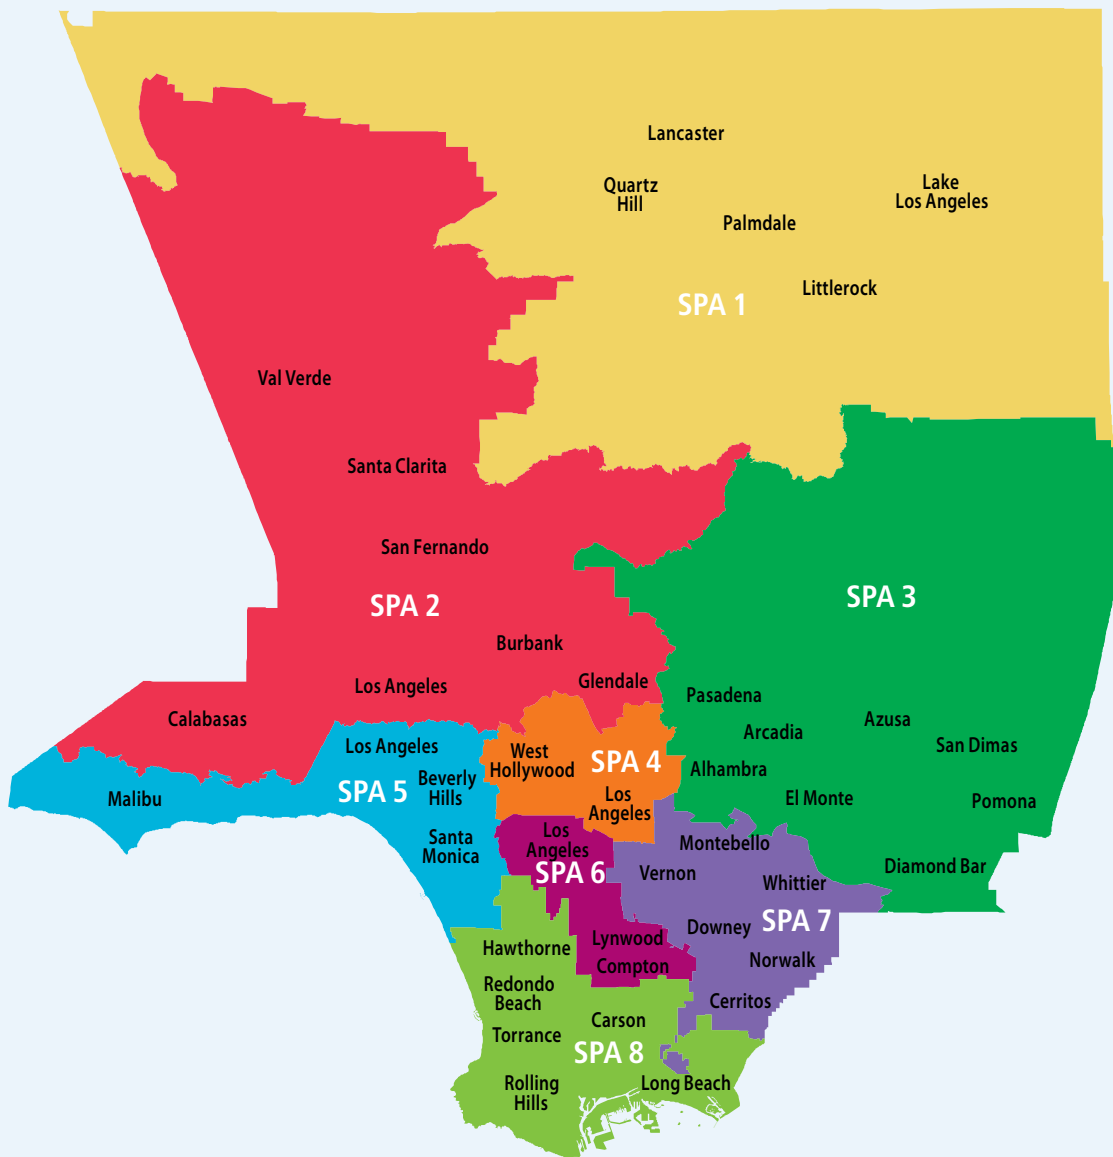 Lancaster
Quartz
Hill
Lake
Los Angeles
Palmdale
Littlerock
SPA 1
Val Verde
Santa Clarita
San Fernando
SPA 2
SPA 3
Burbank
Glendale
Los Angeles
Calabasas
Pasadena
Azusa
Arcadia
San Dimas
Los Angeles
West
Hollywood
SPA 4
Alhambra
Beverly
Hills
SPA 5
Malibu
Los
Angeles
El Monte
Pomona
Santa
Monica
Los
Angeles
SPA 6
Montebello
Vernon
Whittier
Diamond Bar
SPA 7
Downey
Lynwood
Compton
Norwalk
Hawthorne
Redondo
Beach
Cerritos
Torrance
Carson
SPA 8
Rolling
Hills
Long Beach